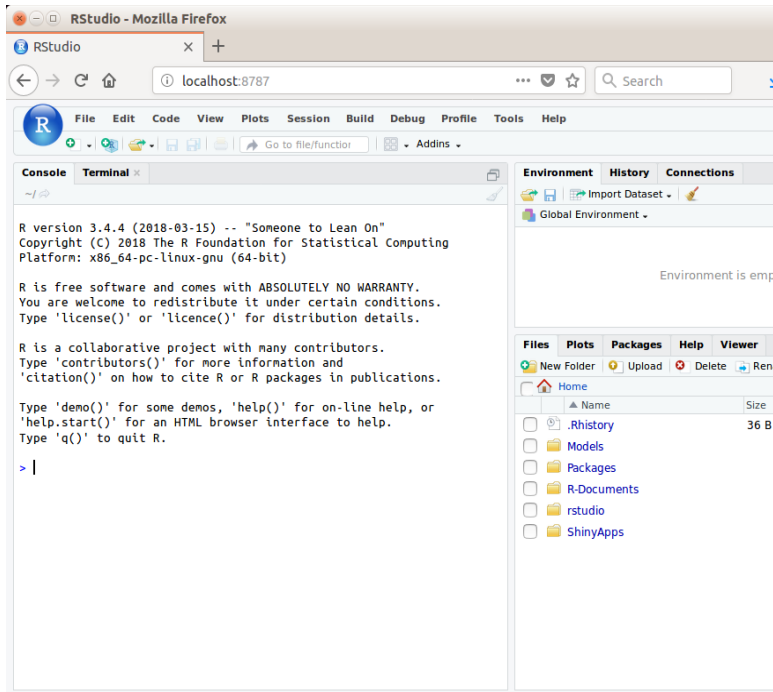 RStudio - Mozilla Firefox
RStudio
localhost:8787
Search
R
File Edit Code View Plots Session Build Debug Profile Tools Help
Go to file/function
Addins
Console Terminal
~/
R version 3.4.4 (2018-03-15) -- "Someone to Lean On"
Copyright (C) 2018 The R Foundation for Statistical Computing
Platform: x86_64-pc-linux-gnu (64-bit)
R is free software and comes with ABSOLUTELY NO WARRANTY.
You are welcome to redistribute it under certain conditions.
Type 'license()' or 'licence()' for distribution details.
R is a collaborative project with many contributors.
Type 'contributors()' for more information and
'citation()' on how to cite R or R packages in publications.
Type 'demo()' for some demos, 'help()' for on-line help, or
'help.start()' for an HTML browser interface to help.
Type 'q()' to quit R.
>
Environment History Connections
Import Dataset
Global Environment
Environment is emp
Files Plots Packages Help Viewer
New Folder Upload Delete Ren
Home
Name Size
.Rhistory 36 B
Models
Packages
R-Documents
rstudio
ShinyApps